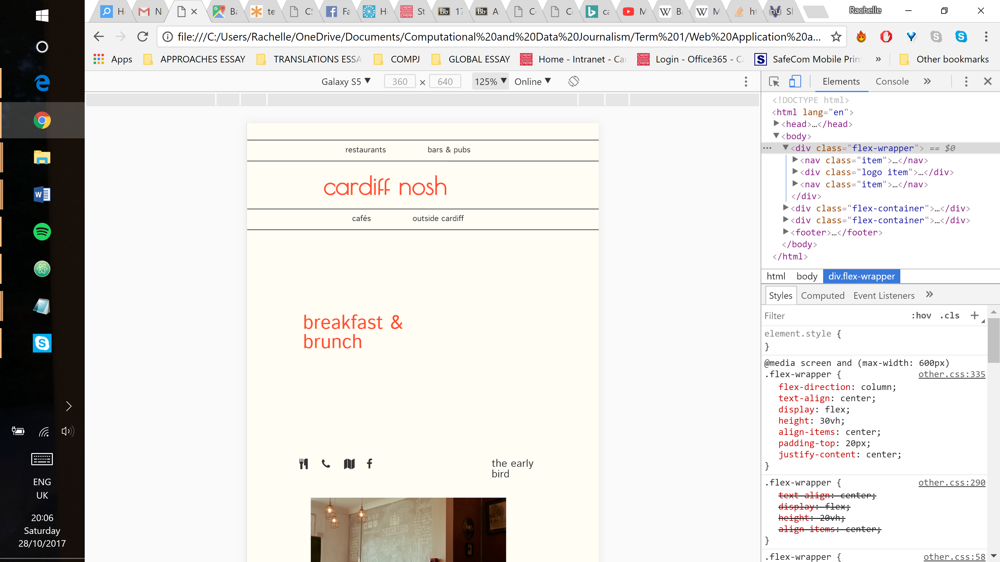 H
N
Ba
te
CS
Fa
He
St
17
A
Co
Co
ca
M
Ba
M
ht
Sl
Rachelle
file:///C:/Users/Rachelle/OneDrive/Documents/Computational%20and%20Data%20Journalism/Term%201/Web%20Application%20a...
Apps
APPROACHES ESSAY
TRANSLATIONS ESSA
COMPJ
GLOBAL ESSAY
Home - Intranet - Car
Login - Office365 - Ca
SafeCom Mobile Prin
»
Other bookmarks
Galaxy S5 360 × 640 125% Online
restaurants bars & pubs
cardiff nosh
cafés outside cardiff
breakfast &
brunch
the early
bird
THE EARLY BIRD
Elements Console »
<!DOCTYPE html>
<html lang="en">
<head>…</head>
<body>
<div class="flex-wrapper"> == $0
<nav class="item">…</nav>
<div class="logo item">…</div>
<nav class="item">…</nav>
</div>
<div class="flex-container">…</div>
<div class="flex-container">…</div>
<footer>…</footer>
</body>
</html>
html body div.flex-wrapper
Styles Computed Event Listeners »
Filter :hov .cls +
element.style {
}
@media screen and (max-width: 600px)
.flex-wrapper { other.css:335
flex-direction: column;
text-align: center;
display: flex;
height: 30vh;
align-items: center;
padding-top: 20px;
justify-content: center;
}
.flex-wrapper { other.css:290
text-align: center;
display: flex;
height: 20vh;
align-items: center;
}
.flex-wrapper { other.css:58
ENG
UK
20:06
Saturday
28/10/2017